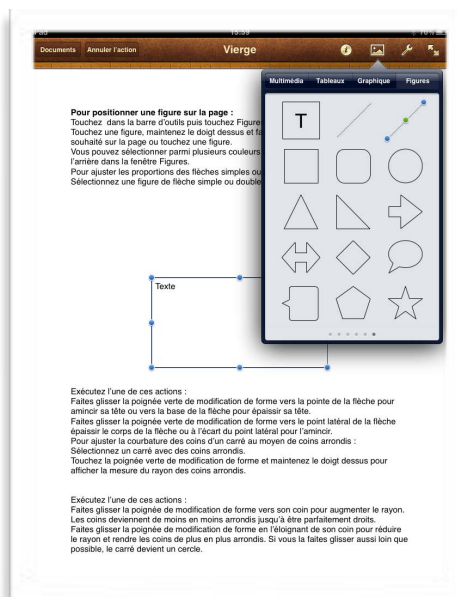 15:59
Documents
Annuler l'action
Vierge
Multimédia
Tableaux
Graphique
Figures
T
Pour positionner une figure sur la page :
Touchez dans la barre d'outils puis touchez Figure
Touchez une figure, maintenez le doigt dessus et fa
souhaité sur la page ou touchez une figure.
Vous pouvez sélectionner parmi plusieurs couleurs
l'arrière dans la fenêtre Figures.
Pour ajuster les proportions des flèches simples ou
Sélectionnez une figure de flèche simple ou double
Texte
Exécutez l'une de ces actions :
Faites glisser la poignée verte de modification de forme vers la pointe de la flèche pour
amincir sa tête ou vers la base de la flèche pour épaissir sa tête.
Faites glisser la poignée verte de modification de forme vers le point latéral de la flèche
épaissir le corps de la flèche ou à l'écart du point latéral pour l'amincir.
Pour ajuster la courbature des coins d'un carré au moyen de coins arrondis :
Sélectionnez un carré avec des coins arrondis.
Touchez la poignée verte de modification de forme et maintenez le doigt dessus pour
afficher la mesure du rayon des coins arrondis.
Exécutez l'une de ces actions :
Faites glisser la poignée de modification de forme vers son coin pour augmenter le rayon.
Les coins deviennent de moins en moins arrondis jusqu'à être parfaitement droits.
Faites glisser la poignée de modification de forme en l'éloignant de son coin pour réduire
le rayon et rendre les coins de plus en plus arrondis. Si vous la faites glisser aussi loin que
possible, le carré devient un cercle.